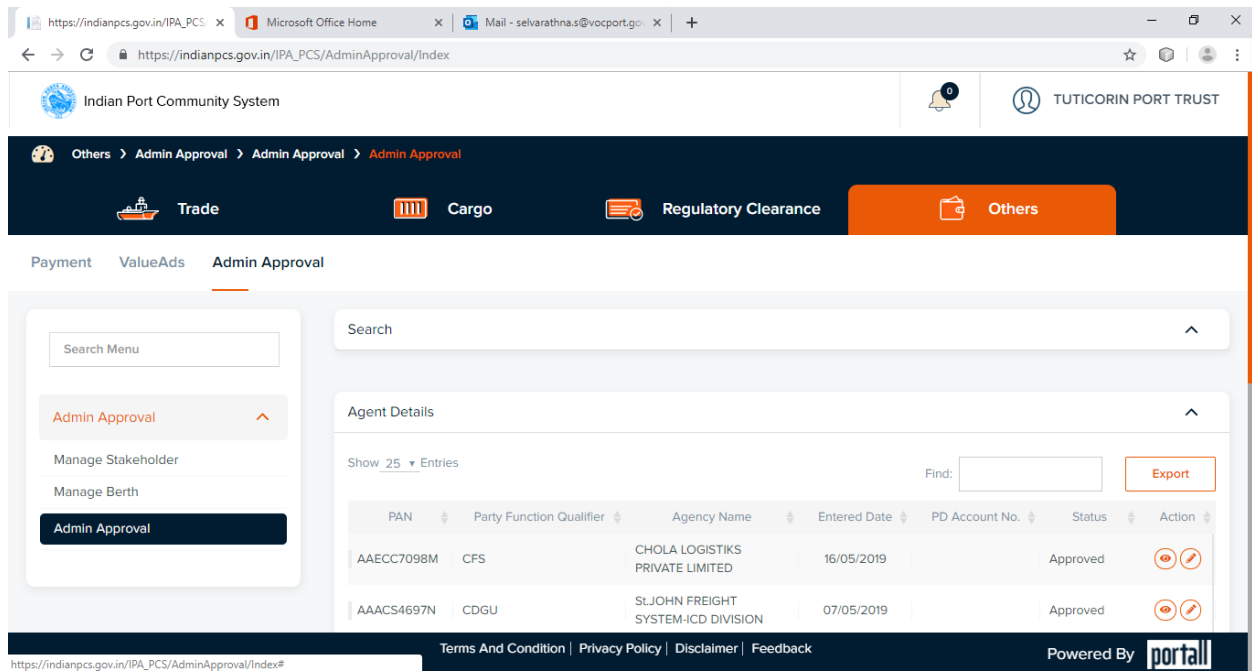 https://indianpcs.gov.in/IPA_PCS/
Microsoft Office Home
Mail - selvarathna.s@vocport.gov
https://indianpcs.gov.in/IPA_PCS/AdminApproval/Index
Indian Port Community System
0
TUTICORIN PORT TRUST
Others > Admin Approval > Admin Approval > Admin Approval
Trade
Cargo
Regulatory Clearance
Others
Payment ValueAds Admin Approval
Search Menu
Admin Approval
Manage Stakeholder
Manage Berth
Admin Approval
Search
Agent Details
Show 25 Entries
Find:
Export
PAN Party Function Qualifier Agency Name Entered Date PD Account No. Status Action
AAECC7098M CFS CHOLA LOGISTIKS PRIVATE LIMITED 16/05/2019 Approved
AAACS4697N CDGU St.JOHN FREIGHT SYSTEM-ICD DIVISION 07/05/2019 Approved
Terms And Condition | Privacy Policy | Disclaimer | Feedback
Powered By portall
https://indianpcs.gov.in/IPA_PCS/AdminApproval/Index#